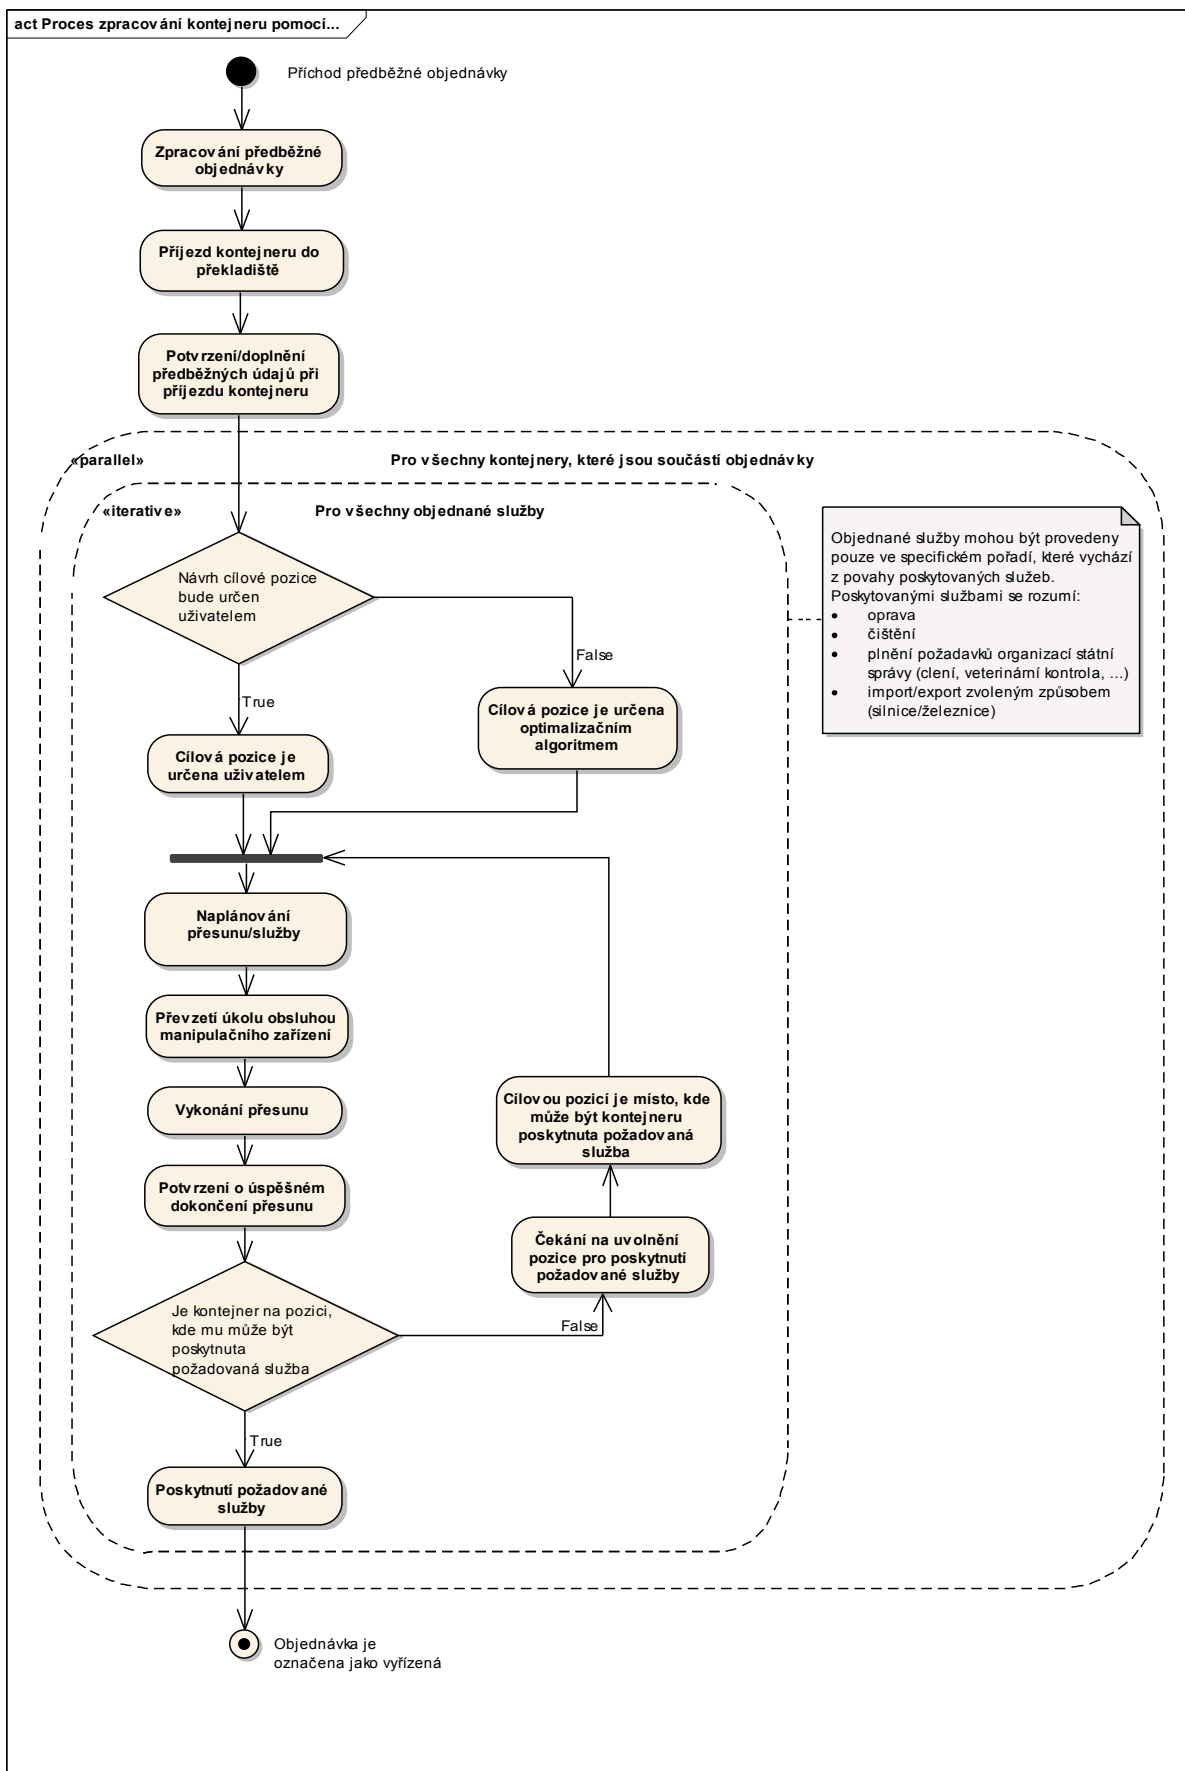 act Proces zpracování kontejneru pomocí...
Příchod předběžné objednávky
Zpracování předběžné
objednávky
Příjezd kontejneru do
překladiště
Potvrzení/doplnění
předběžných údajů při
příjezdu kontejneru
«parallel»
Pro všechny kontejnery, které jsou součástí objednávky
«iterative»
Pro všechny objednané služby
Objednané služby mohou být provedeny
pouze ve specifickém pořadí, které vychází
z povahy poskytovaných služeb.
Poskytovanými službami se rozumí:
• oprava
• čištění
• plnění požadavků organizací státní
správy (clení, veterinární kontrola, ...)
• import/export zvoleným způsobem
(silnice/železnice)
Návrh cílové pozice
bude určen
uživatelem
False
True
Cílová pozice je určena
optimalizačním
algoritmem
Cílová pozice je
určena uživatelem
Naplánování
přesunu/služby
Převzetí úkolu obsluhou
manipulačního zařízení
Vykonání přesunu
Cílovou pozicí je místo, kde
může být kontejneru
poskytnuta požadovaná
služba
Potvrzení o úspěšném
dokončení přesunu
Čekání na uvolnění
pozice pro poskytnutí
požadované služby
Je kontejner na pozici,
kde mu může být
poskytnuta
požadovaná služba
False
True
Poskytnutí požadované
služby
Objednávka je
označena jako vyřízená